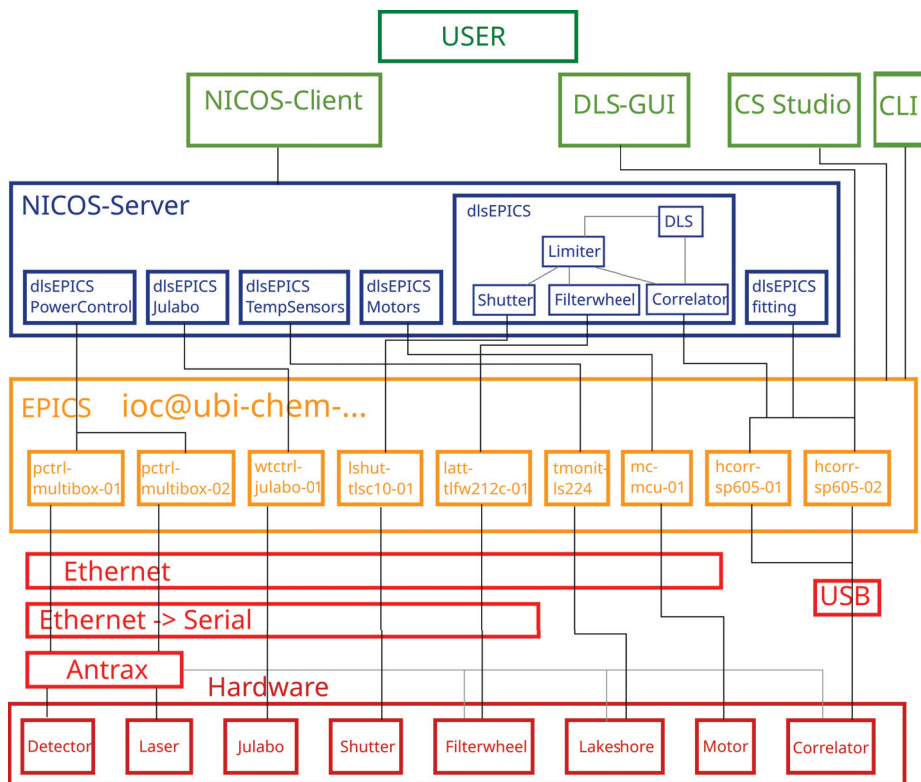 USER
NICOS-Client
DLS-GUI
CS Studio
CLI
NICOS-Server
dlsEPICS
DLS
Limiter
Shutter
Filterwheel
Correlator
dlsEPICS
PowerControl
dlsEPICS
Julabo
dlsEPICS
TempSensors
dlsEPICS
Motors
dlsEPICS
fitting
EPICS ioc@ubi-chem-...
pctrl-
multibox-01
pctrl-
multibox-02
wtctrl-
julabo-01
lshut-
tlsc10-01
latt-
tlfw212c-01
tmonit-
ls224
mc-
mcu-01
hcorr-
sp605-01
hcorr-
sp605-02
Ethernet
USB
Ethernet -> Serial
Antrax
Hardware
Detector
Laser
Julabo
Shutter
Filterwheel
Lakeshore
Motor
Correlator